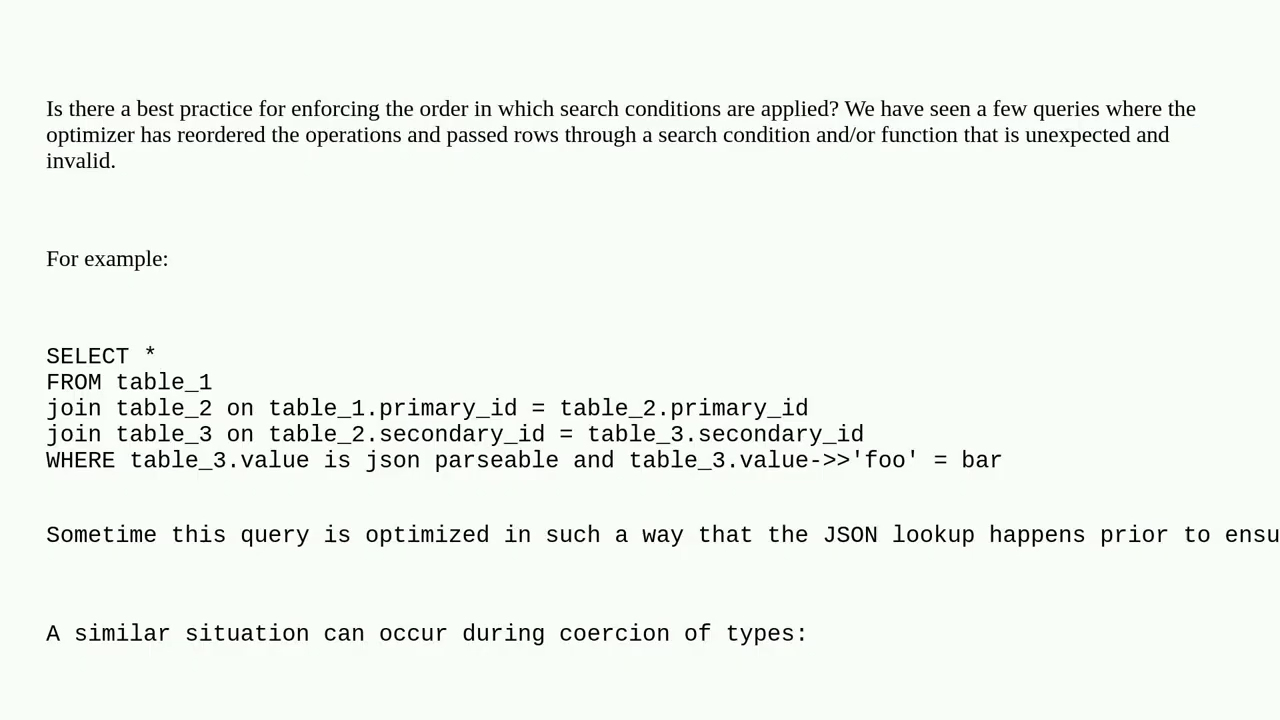 Is there a best practice for enforcing the order in which search conditions are applied? We have seen a few queries where the
optimizer has reordered the operations and passed rows through a search condition and/or function that is unexpected and
invalid.
For example:
SELECT *
FROM table_1
join table_2 on table_1.primary_id = table_2.primary_id
join table_3 on table_2.secondary_id = table_3.secondary_id
WHERE table_3.value is json parseable and table_3.value->>'foo' = bar
Sometime this query is optimized in such a way that the JSON lookup happens prior to
A similar situation can occur during coercion of types: